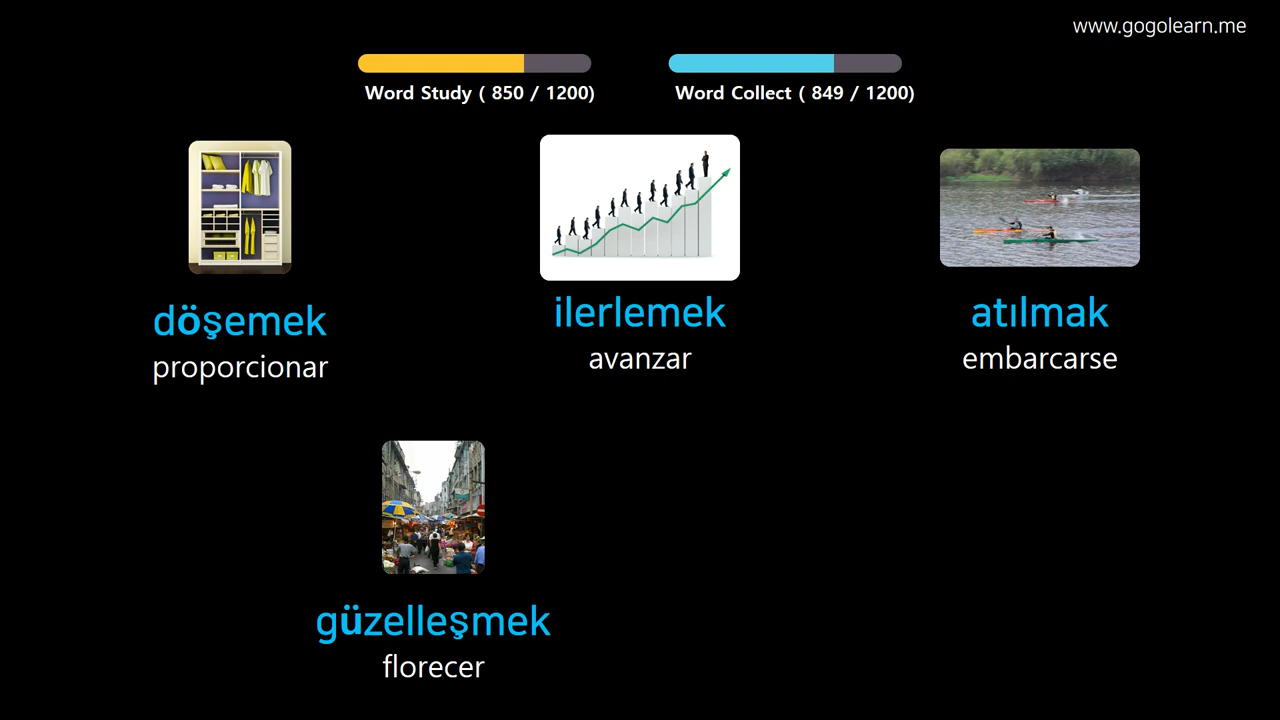 www.gogolearn.me
Word Study ( 850 / 1200)
Word Collect ( 849 / 1200)
döşemek
proporcionar
ilerlemek
avanzar
atılmak
embarcarse
güzelleşmek
florecer